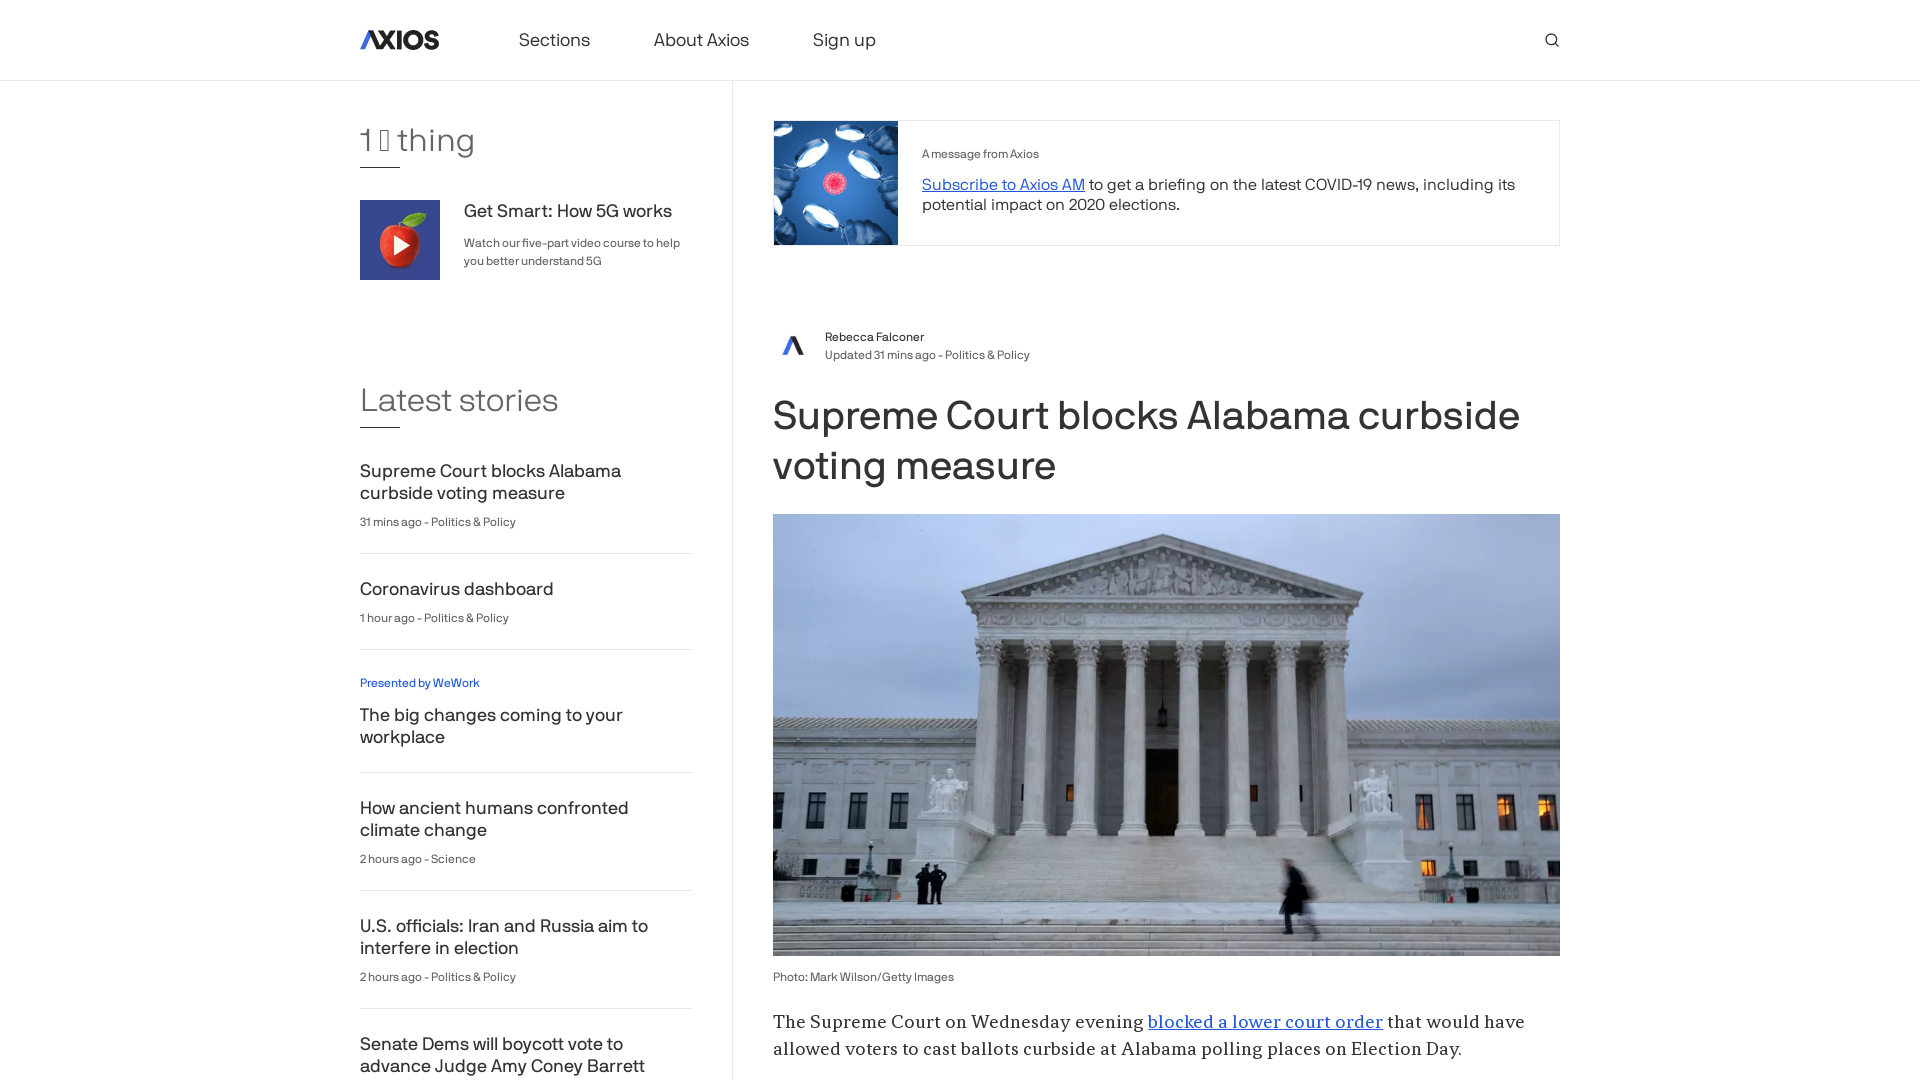 AXIOS
Sections
About Axios
Sign up
1 thing
Get Smart: How 5G works
Watch our five-part video course to help
you better understand 5G
Latest stories
Supreme Court blocks Alabama
curbside voting measure
31 mins ago - Politics & Policy
Coronavirus dashboard
1 hour ago - Politics & Policy
Presented by WeWork
The big changes coming to your
workplace
How ancient humans confronted
climate change
2 hours ago - Science
U.S. officials: Iran and Russia aim to
interfere in election
2 hours ago - Politics & Policy
Senate Dems will boycott vote to
advance Judge Amy Coney Barrett
A message from Axios
Subscribe to Axios AM to get a briefing on the latest COVID-19 news, including its
potential impact on 2020 elections.
Rebecca Falconer
Updated 31 mins ago - Politics & Policy
Supreme Court blocks Alabama curbside
voting measure
Photo: Mark Wilson/Getty Images
The Supreme Court on Wednesday evening blocked a lower court order that would have
allowed voters to cast ballots curbside at Alabama polling places on Election Day.